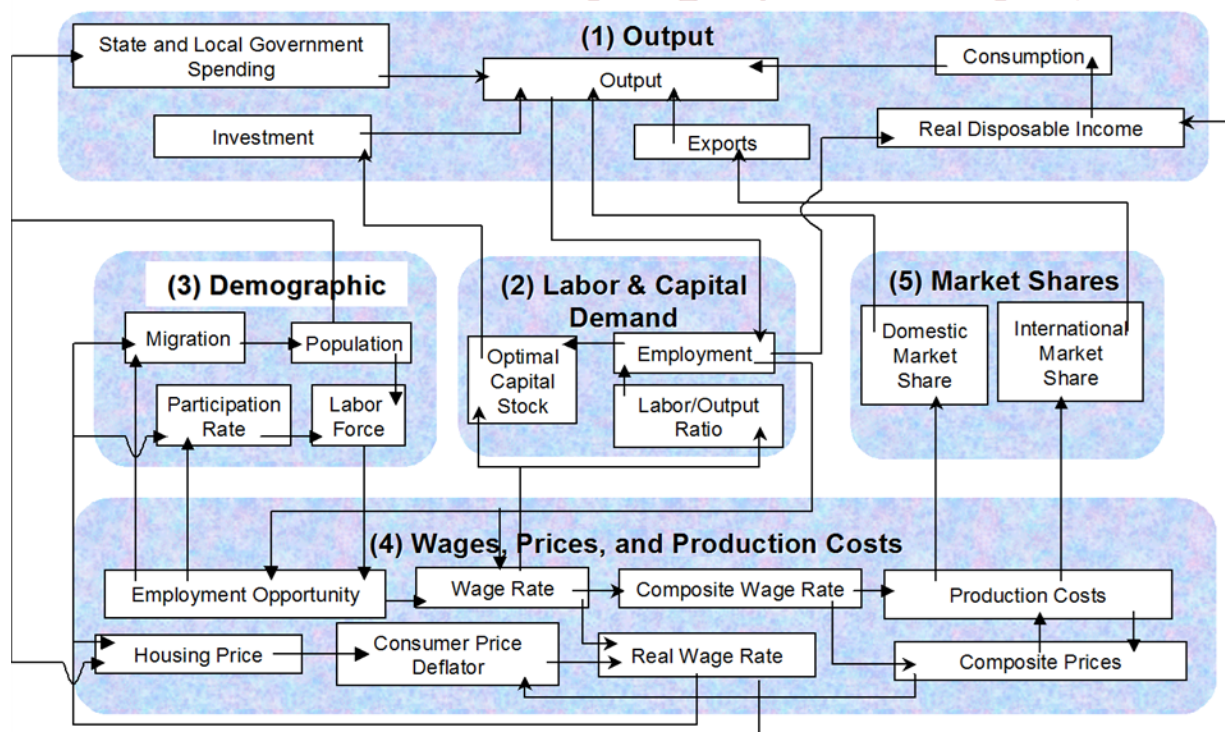 (1) Output
State and Local Government
Spending
Output
Consumption
Investment
Exports
Real Disposable Income
(3) Demographic
Migration
Population
Participation
Rate
Labor
Force
(2) Labor & Capital
Demand
Optimal
Capital
Stock
Employment
Labor/Output
Ratio
(5) Market Shares
Domestic
Market
Share
International
Market
Share
(4) Wages, Prices, and Production Costs
Employment Opportunity
Wage Rate
Composite Wage Rate
Production Costs
Housing Price
Consumer Price
Deflator
Real Wage Rate
Composite Prices